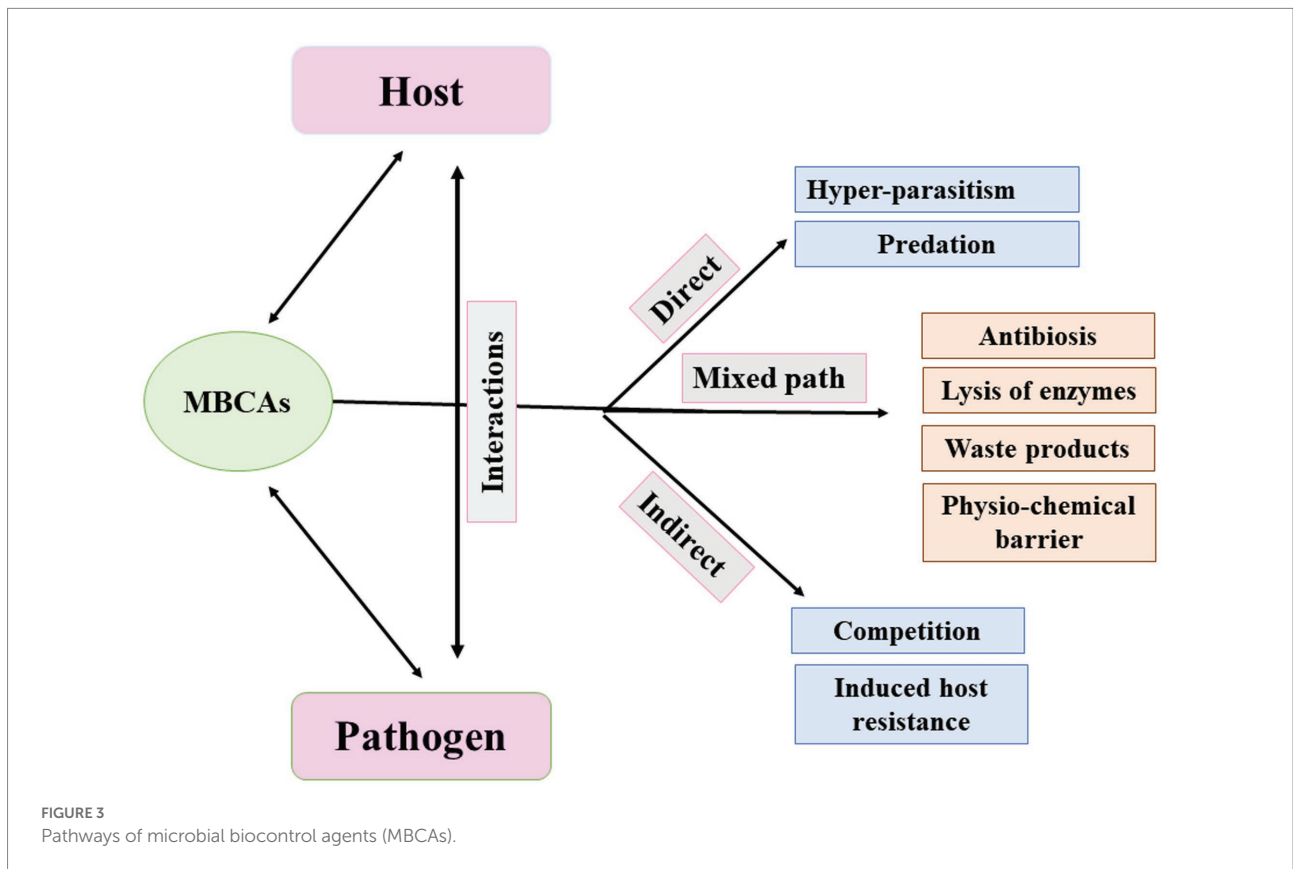 Host
Hyper-parasitism
Predation
Direct
Interactions
Mixed path
Antibiosis
MBCAs
Lysis of enzymes
Waste products
Indirect
Physio-chemical
barrier
Competition
Induced host
resistance
Pathogen
FIGURE 3
Pathways of microbial biocontrol agents (MBCAs).